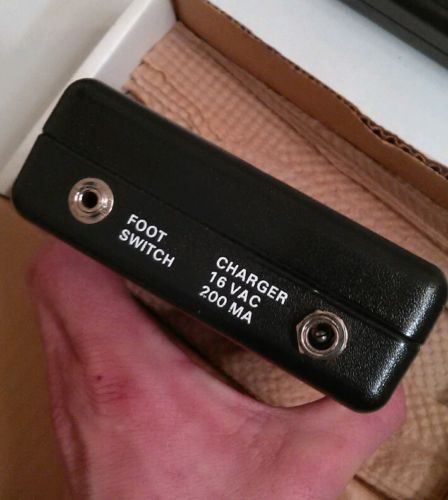 FOOT
SWITCH
CHARGER
16 VAC
200 MA